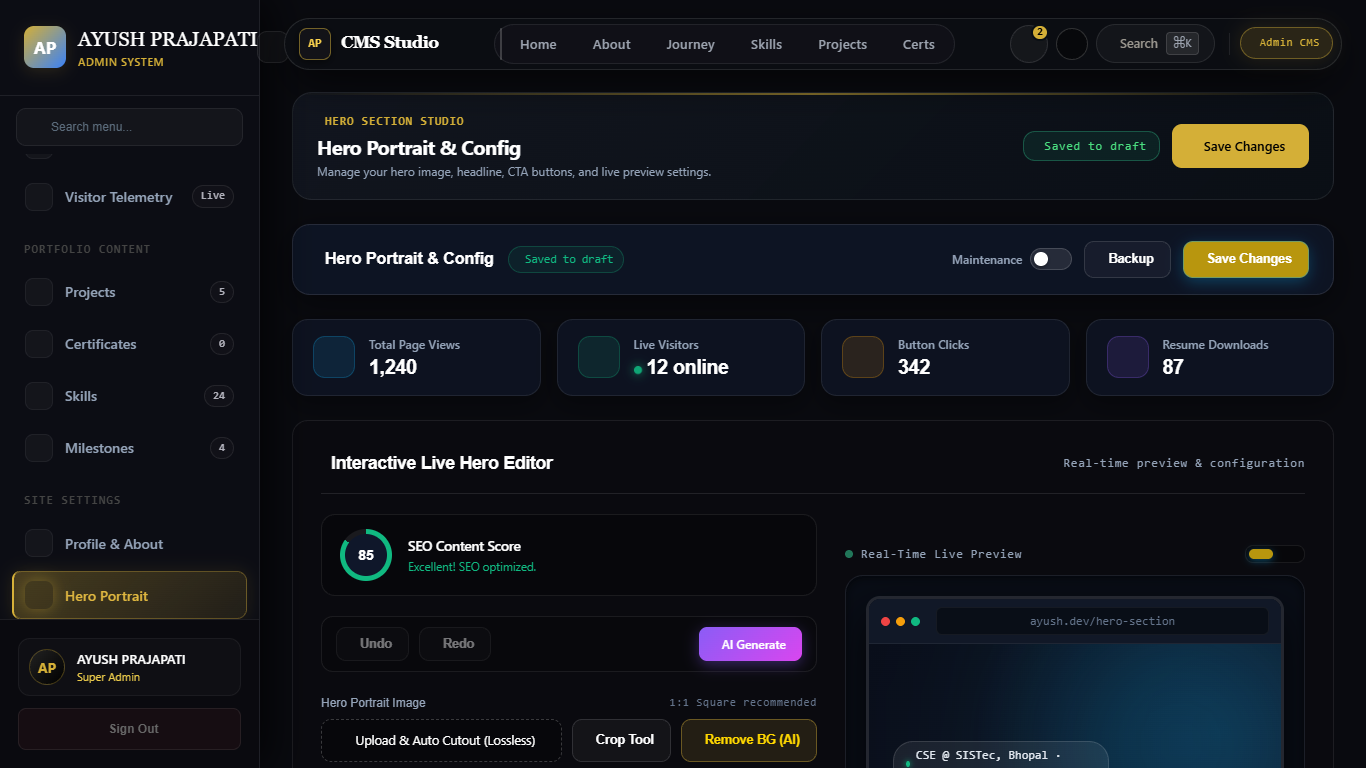 AP
AYUSH PRAJAPATI
ADMIN SYSTEM
Search menu...
Visitor Telemetry
Live
PORTFOLIO CONTENT
Projects
5
Certificates
0
Skills
24
Milestones
4
SITE SETTINGS
Profile & About
Hero Portrait
AP
AYUSH PRAJAPATI
Super Admin
Sign Out
AP
CMS Studio
Home
About
Journey
Skills
Projects
Certs
2
Search
⌘K
Admin CMS
HERO SECTION STUDIO
Hero Portrait & Config
Manage your hero image, headline, CTA buttons, and live preview settings.
Saved to draft
Save Changes
Hero Portrait & Config
Saved to draft
Maintenance
Backup
Save Changes
Total Page Views
1,240
Live Visitors
12 online
Button Clicks
342
Resume Downloads
87
Interactive Live Hero Editor
Real-time preview & configuration
85
SEO Content Score
Excellent! SEO optimized.
Undo
Redo
AI Generate
Hero Portrait Image
1:1 Square recommended
Upload & Auto Cutout (Lossless)
Crop Tool
Remove BG (AI)
Real-Time Live Preview
ayush.dev/hero-section
CSE @ SISTec, Bhopal ·